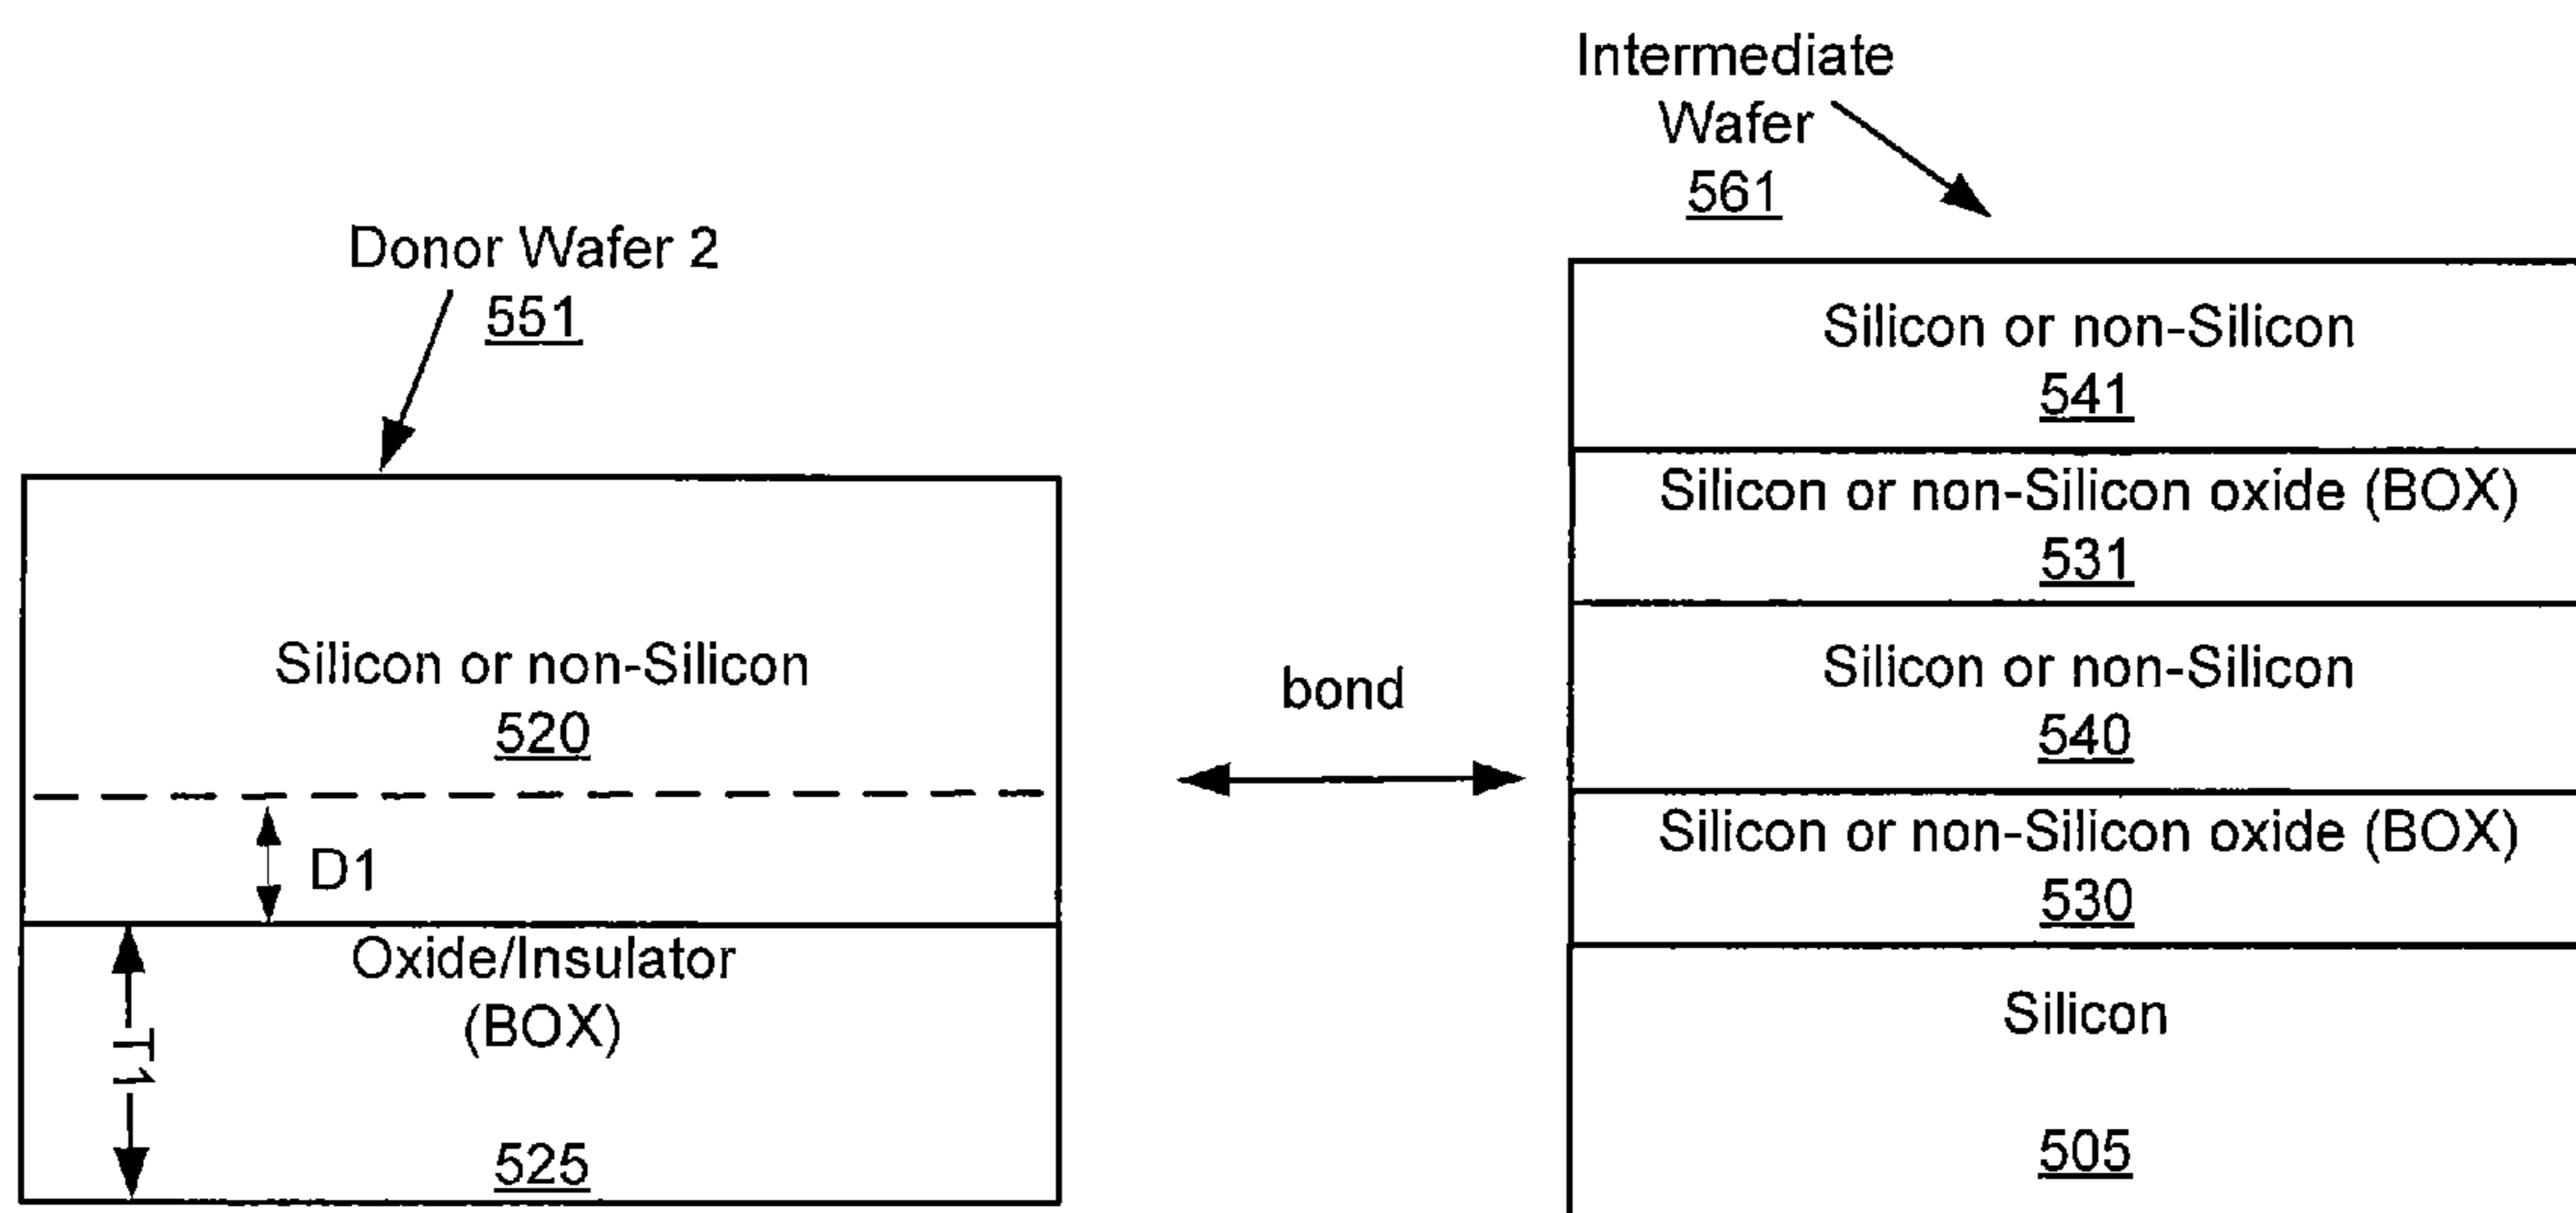 Donor Wafer 2
551
Silicon or non-Silicon
520
D1
T1
Oxide/Insulator
(BOX)
525
bond
Intermediate
Wafer
561
Silicon or non-Silicon
541
Silicon or non-Silicon oxide (BOX)
531
Silicon or non-Silicon
540
Silicon or non-Silicon oxide (BOX)
530
Silicon
505